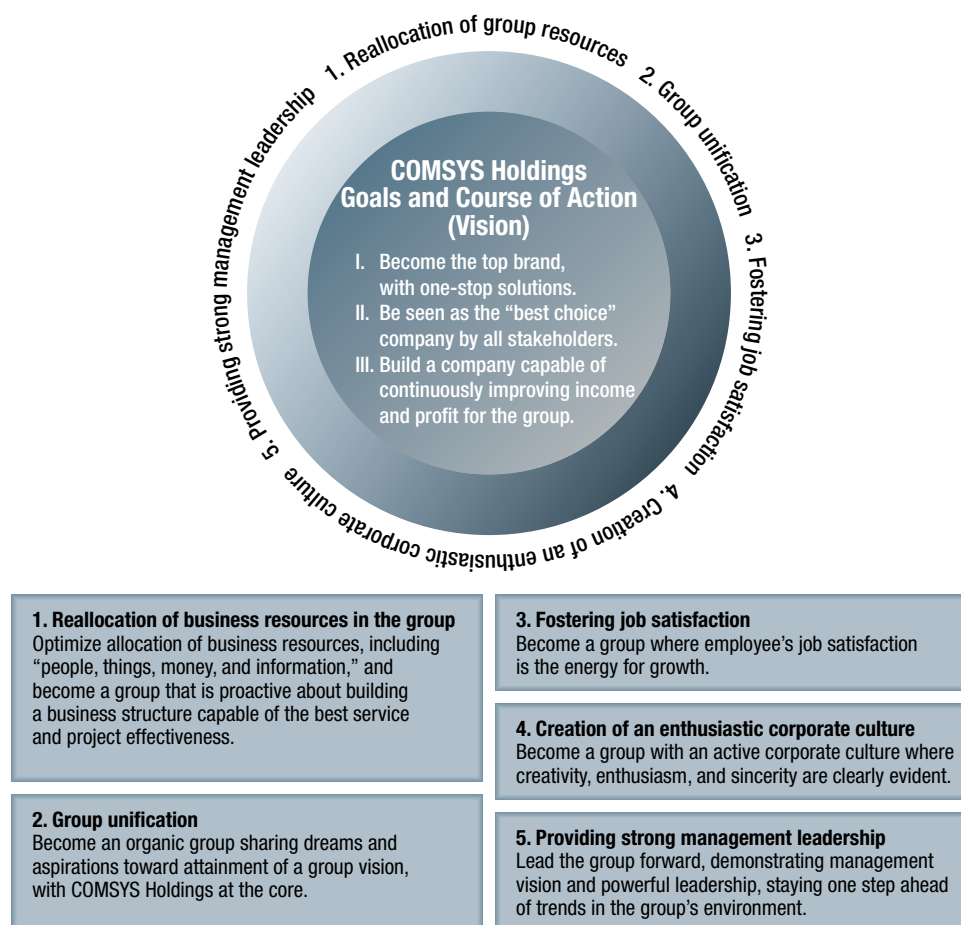 1. Reallocation of group resources
2. Group unification
3. Fostering job satisfaction
4. Creation of an enthusiastic corporate culture
5. Providing strong management leadership
COMSYS Holdings
Goals and Course of Action
(Vision)
I. Become the top brand,
with one-stop solutions.
II. Be seen as the “best choice”
company by all stakeholders.
III. Build a company capable of
continuously improving income
and profit for the group.
1. Reallocation of business resources in the group
Optimize allocation of business resources, including
“people, things, money, and information,” and
become a group that is proactive about building
a business structure capable of the best service
and project effectiveness.
2. Group unification
Become an organic group sharing dreams and
aspirations toward attainment of a group vision,
with COMSYS Holdings at the core.
3. Fostering job satisfaction
Become a group where employee’s job satisfaction
is the energy for growth.
4. Creation of an enthusiastic corporate culture
Become a group with an active corporate culture where
creativity, enthusiasm, and sincerity are clearly evident.
5. Providing strong management leadership
Lead the group forward, demonstrating management
vision and powerful leadership, staying one step ahead
of trends in the group’s environment.